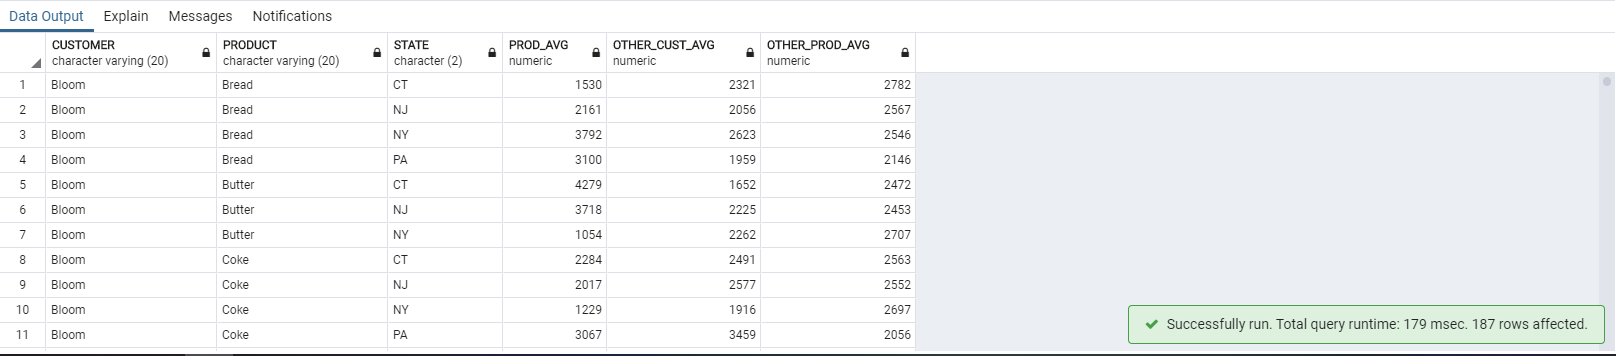 Data Output Explain Messages Notifications
CUSTOMER PRODUCT STATE PROD_AVG OTHER_CUST_AVG OTHER_PROD_AVG
character varying (20) character varying (20) character (2) numeric numeric numeric
1 Bloom Bread CT 1530 2321 2782
2 Bloom Bread NJ 2161 2056 2567
3 Bloom Bread NY 3792 2623 2546
4 Bloom Bread PA 3100 1959 2146
5 Bloom Butter CT 4279 1652 2472
6 Bloom Butter NJ 3718 2225 2453
7 Bloom Butter NY 1054 2262 2707
8 Bloom Coke CT 2284 2491 2563
9 Bloom Coke NJ 2017 2577 2552
10 Bloom Coke NY 1229 1916 2697
11 Bloom Coke PA 3067 3459 2056
Successfully run. Total query runtime: 179 msec. 187 rows affected.